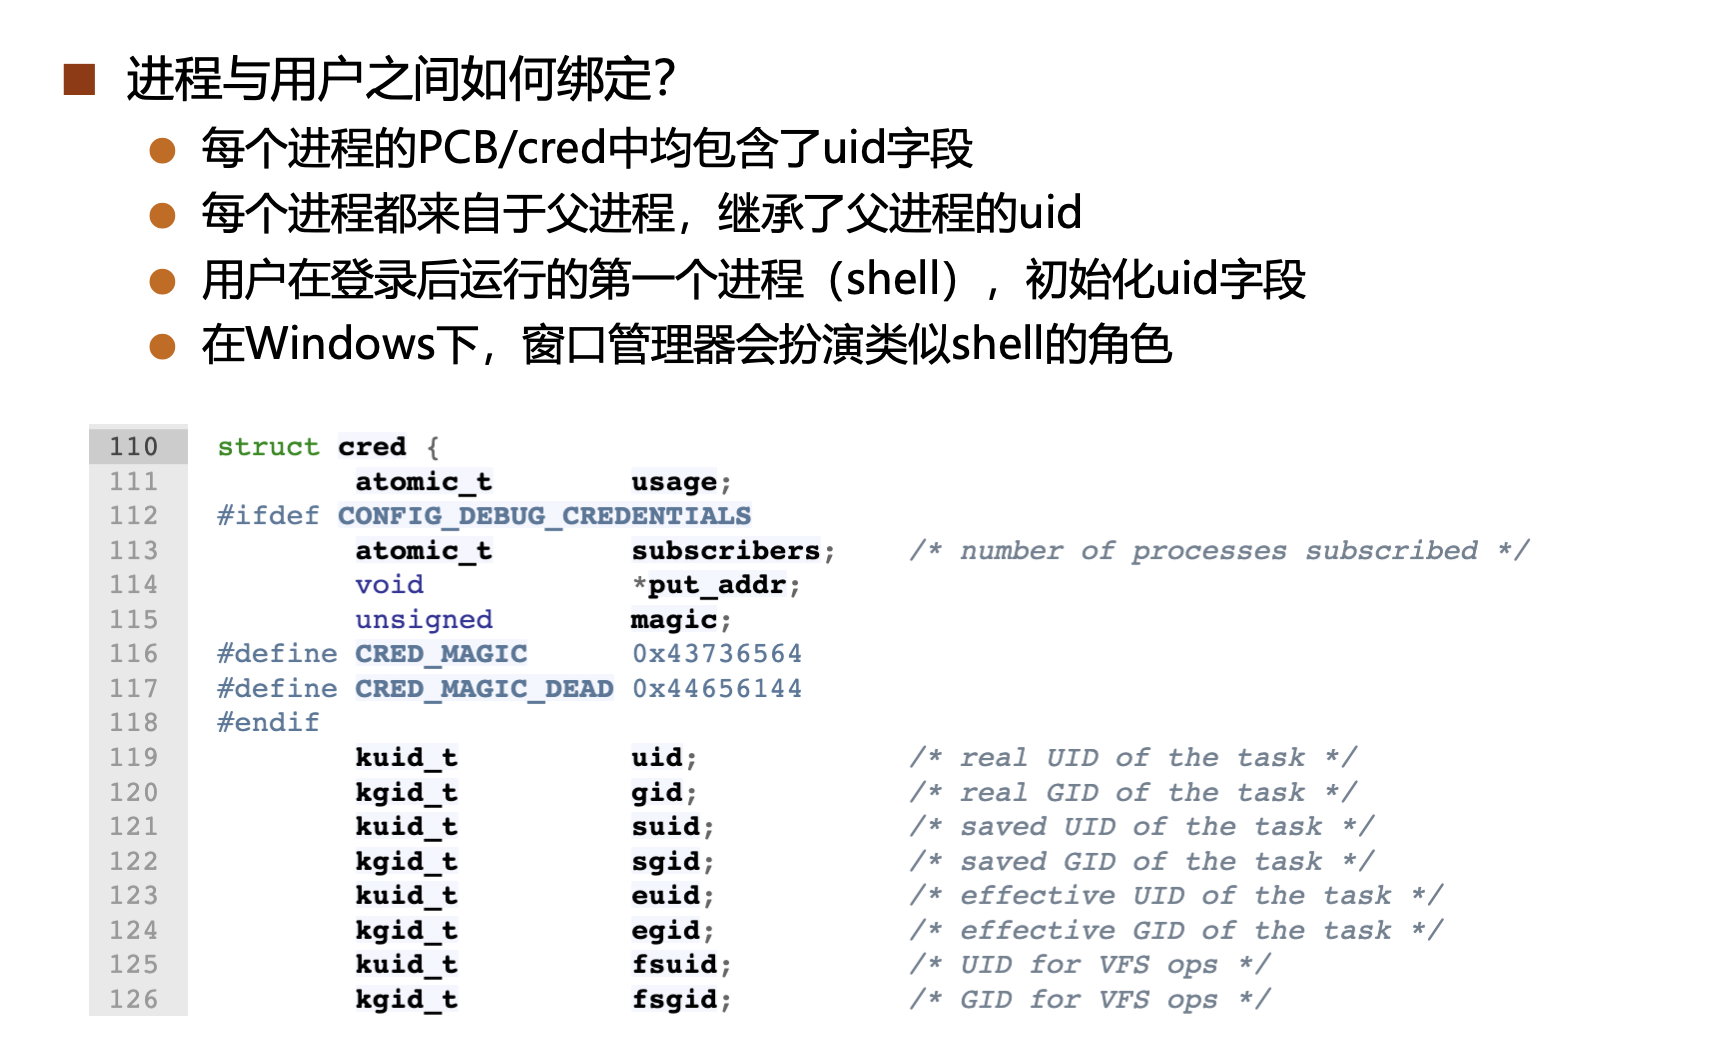 进程与用户之间如何绑定？
每个进程的PCB/cred中均包含了uid字段
每个进程都来自于父进程，继承了父进程的uid
用户在登录后运行的第一个进程（shell），初始化uid字段
在Windows下，窗口管理器会扮演类似shell的角色
110 struct cred {
111 atomic_t usage;
112 #ifdef CONFIG_DEBUG_CREDENTIALS
113 atomic_t subscribers; /* number of processes subscribed */
114 void *put_addr;
115 unsigned magic;
116 #define CRED_MAGIC 0x43736564
117 #define CRED_MAGIC_DEAD 0x44656144
118 #endif
119 kuid_t uid; /* real UID of the task */
120 kgid_t gid; /* real GID of the task */
121 kuid_t suid; /* saved UID of the task */
122 kgid_t sgid; /* saved GID of the task */
123 kuid_t euid; /* effective UID of the task */
124 kgid_t egid; /* effective GID of the task */
125 kuid_t fsuid; /* UID for VFS ops */
126 kgid_t fsgid; /* GID for VFS ops */